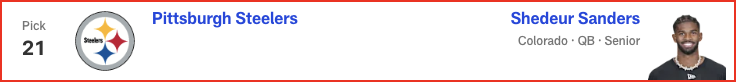 Pick
21
Steelers
Pittsburgh Steelers
Shedeur Sanders
Colorado · QB · Senior